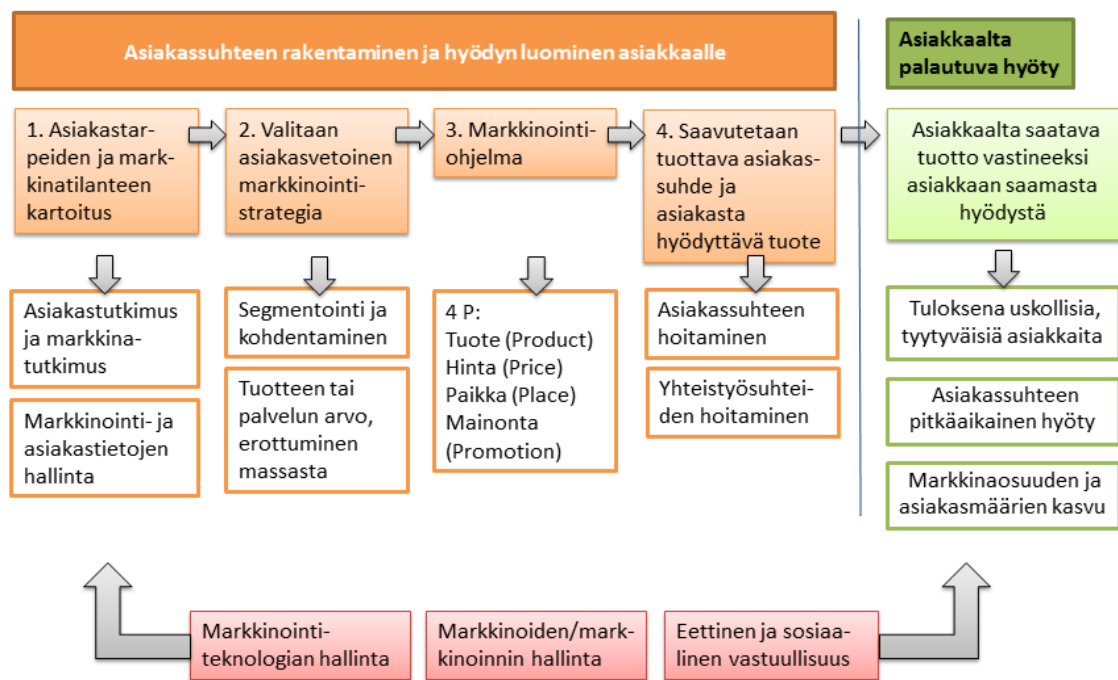 Asiakassuhteen rakentaminen ja hyödyn luominen asiakkaalle
Asiakkaalta
palautuva hyöty
1. Asiakastar-
peiden ja mark-
kinatilanteen
kartoitus
2. Valitaan
asiakasvetoinen
markkinointi-
strategia
3. Markkinointi-
ohjelma
4. Saavutetaan
tuottava asiakas-
suhde ja
asiakasta
hyödyttävä tuote
Asiakkaalta saatava
tuotto vastineeksi
asiakkaan saamasta
hyödystä
Asiakastutkimus
ja markkina-
tutkimus
Markkinointi- ja
asiakastietojen
hallinta
Segmentointi ja
kohdentaminen
Tuotteen tai
palvelun arvo,
erottuminen
massasta
4 P:
Tuote (Product)
Hinta (Price)
Paikka (Place)
Mainonta
(Promotion)
Asiakassuhteen
hoitaminen
Yhteistyösuhtei-
den hoitaminen
Tuloksena uskollisia,
tyytyväisiä asiakkaita
Asiakassuhteen
pitkäaikainen hyöty
Markkinaosuuden ja
asiakasmäärien kasvu
Markkinointi-
teknologian hallinta
Markkinoiden/mark-
kinoinnin hallinta
Eettinen ja sosiaa-
linen vastuullisuus